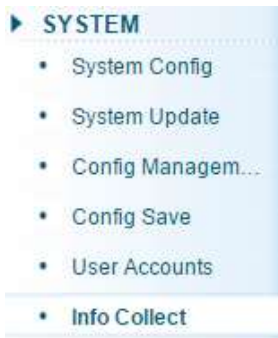 SYSTEM
System Config
System Update
Config Managem...
Config Save
User Accounts
Info Collect